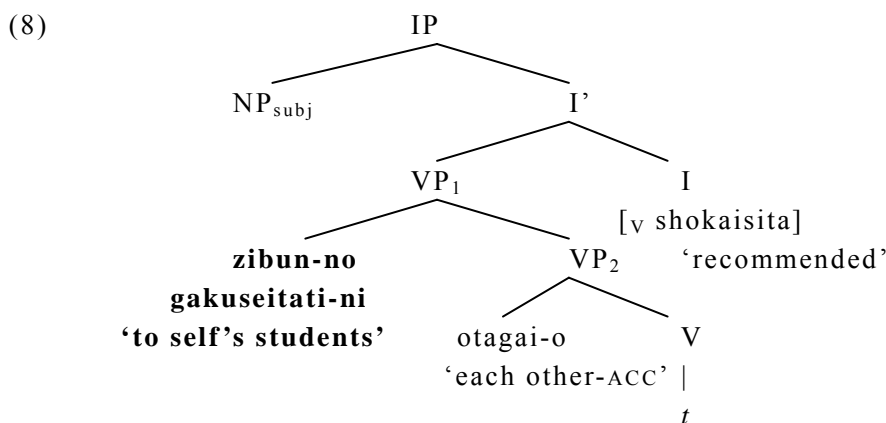 (8) IP
NPsubj I'
VP1 I
[V shokaisita]
zibun-no VP2 ‘recommended’
gakuseitati-ni
‘to self’s students’ otagai-o V
‘each other-ACC’ |
t